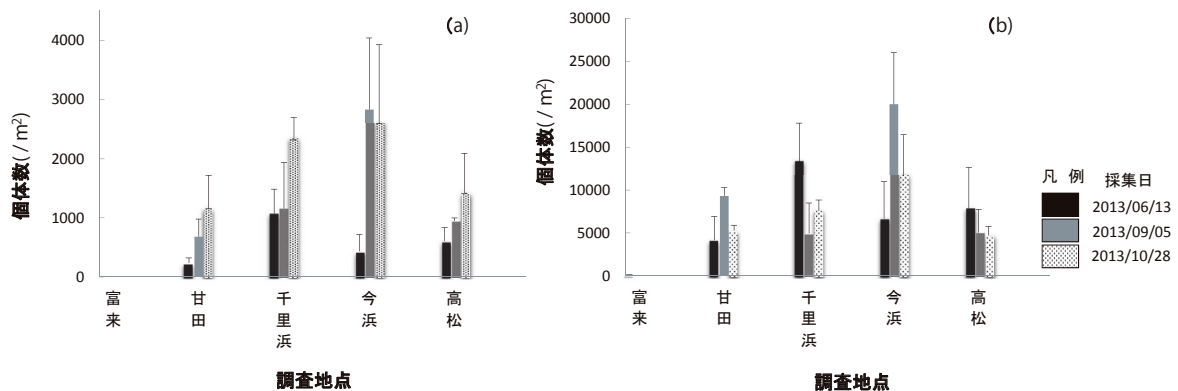 (a)
個体数( / m²)
4000
3000
2000
1000
0
富来
甘田
千里浜
今浜
高松
調査地点
(b)
個体数( / m²)
30000
25000
20000
15000
10000
5000
0
富来
甘田
千里浜
今浜
高松
調査地点
凡 例 採集日
2013/06/13
2013/09/05
2013/10/28